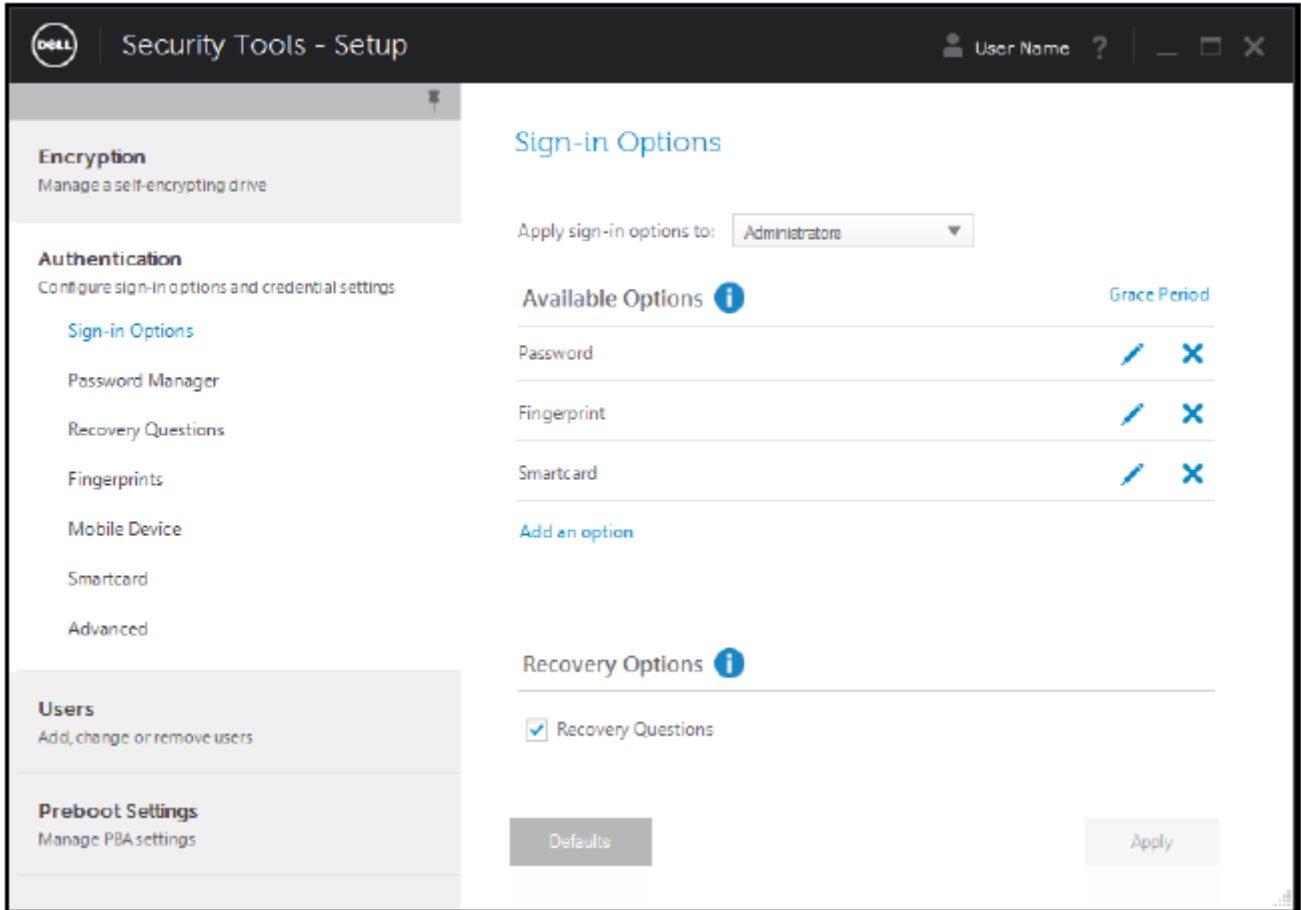 DELL
Security Tools - Setup
User Name ?
Encryption
Manage a self-encrypting drive
Authentication
Configure sign-in options and credential settings
Sign-in Options
Password Manager
Recovery Questions
Fingerprints
Mobile Device
Smartcard
Advanced
Users
Add, change or remove users
Preboot Settings
Manage PBA settings
Sign-in Options
Apply sign-in options to: Administrators
Available Options i Grace Period
Password
Fingerprint
Smartcard
Add an option
Recovery Options i
Recovery Questions
Defaults Apply